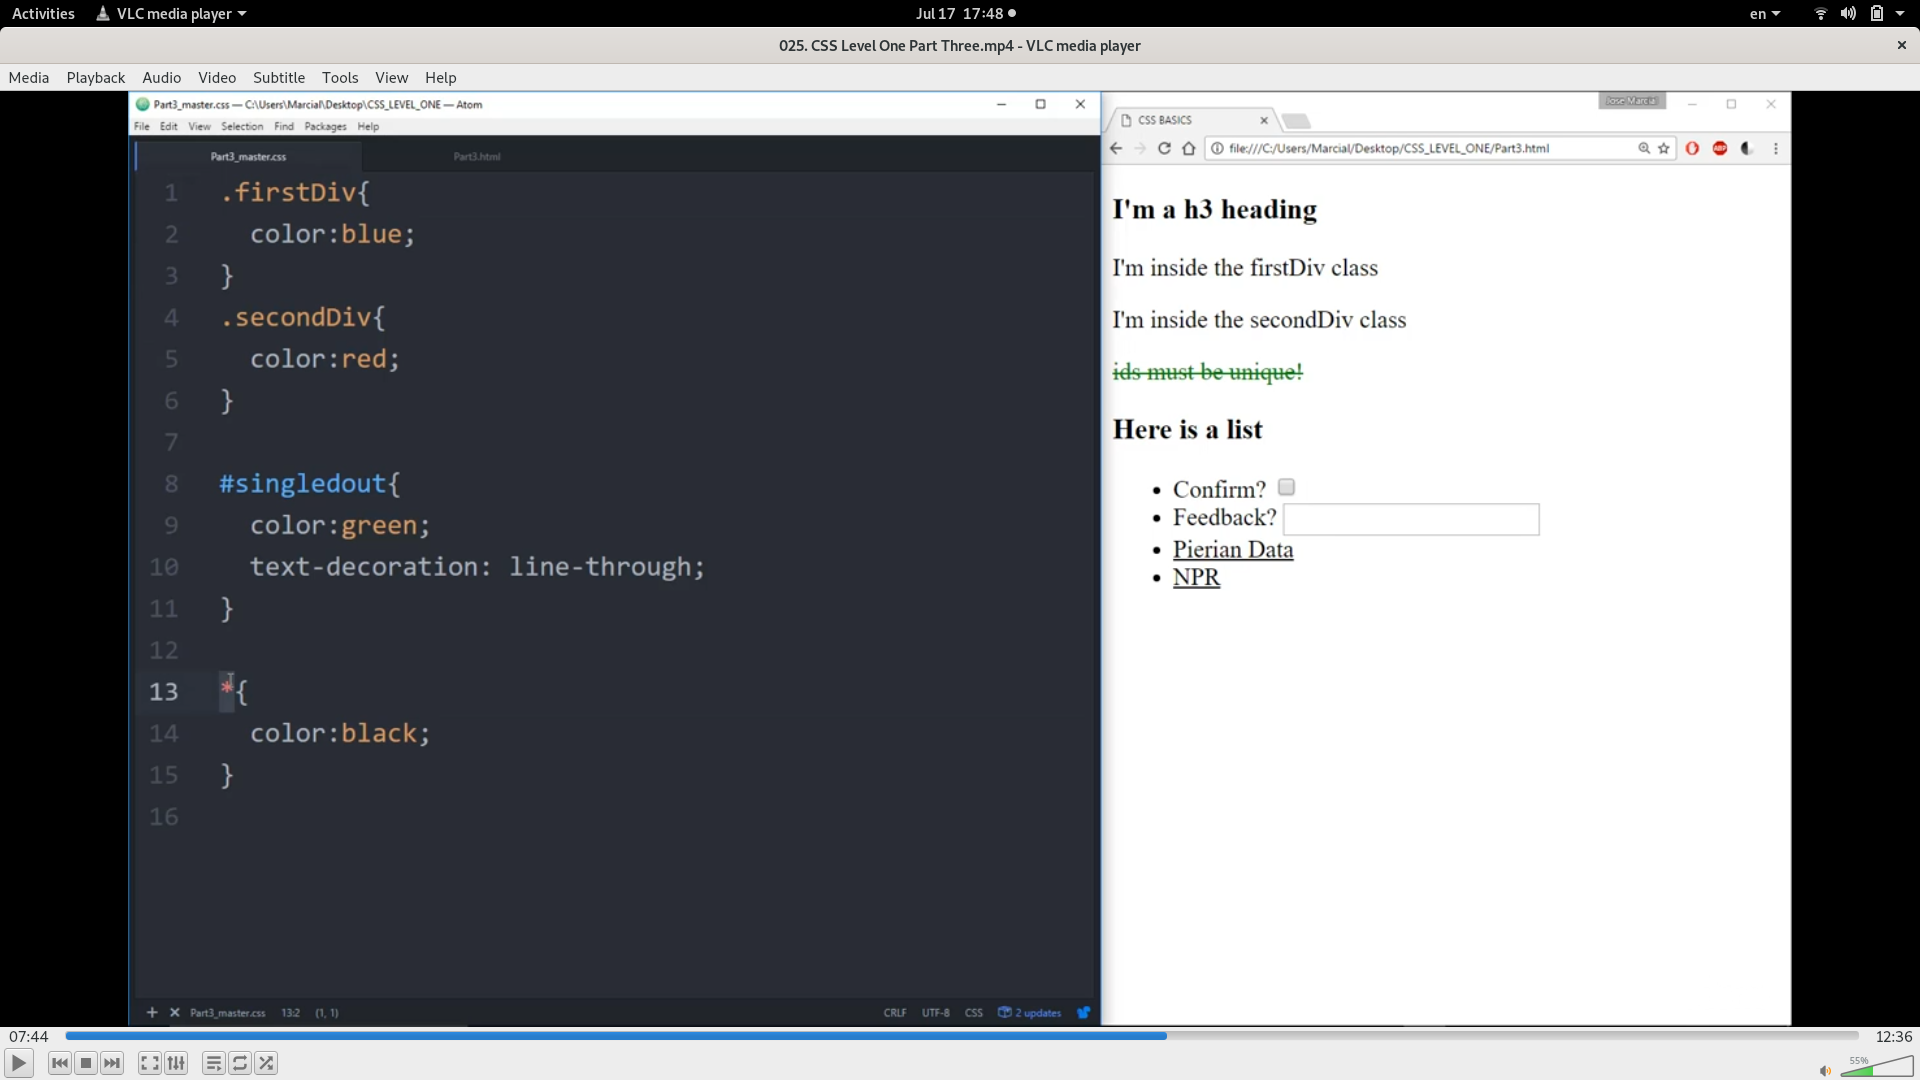 Activities VLC media player Jul 17 17:48 en
025. CSS Level One Part Three.mp4 - VLC media player
Media Playback Audio Video Subtitle Tools View Help
Part3_master.css — C:\Users\Marcial\Desktop\CSS_LEVEL_ONE — Atom
File Edit View Selection Find Packages Help
Part3_master.css Part3.html
1 .firstDiv{
2 color:blue;
3 }
4 .secondDiv{
5 color:red;
6 }
7
8 #singledout{
9 color:green;
10 text-decoration: line-through;
11 }
12
13 *{
14 color:black;
15 }
16
+ × Part3_master.css 13:2 (1, 1) CRLF UTF-8 CSS 2 updates
Jose Marcial
CSS BASICS
file:///C:/Users/Marcial/Desktop/CSS_LEVEL_ONE/Part3.html
ABP
I'm a h3 heading
I'm inside the firstDiv class
I'm inside the secondDiv class
ids must be unique!
Here is a list
• Confirm?
• Feedback?
• Pierian Data
• NPR
07:44 12:36
55%